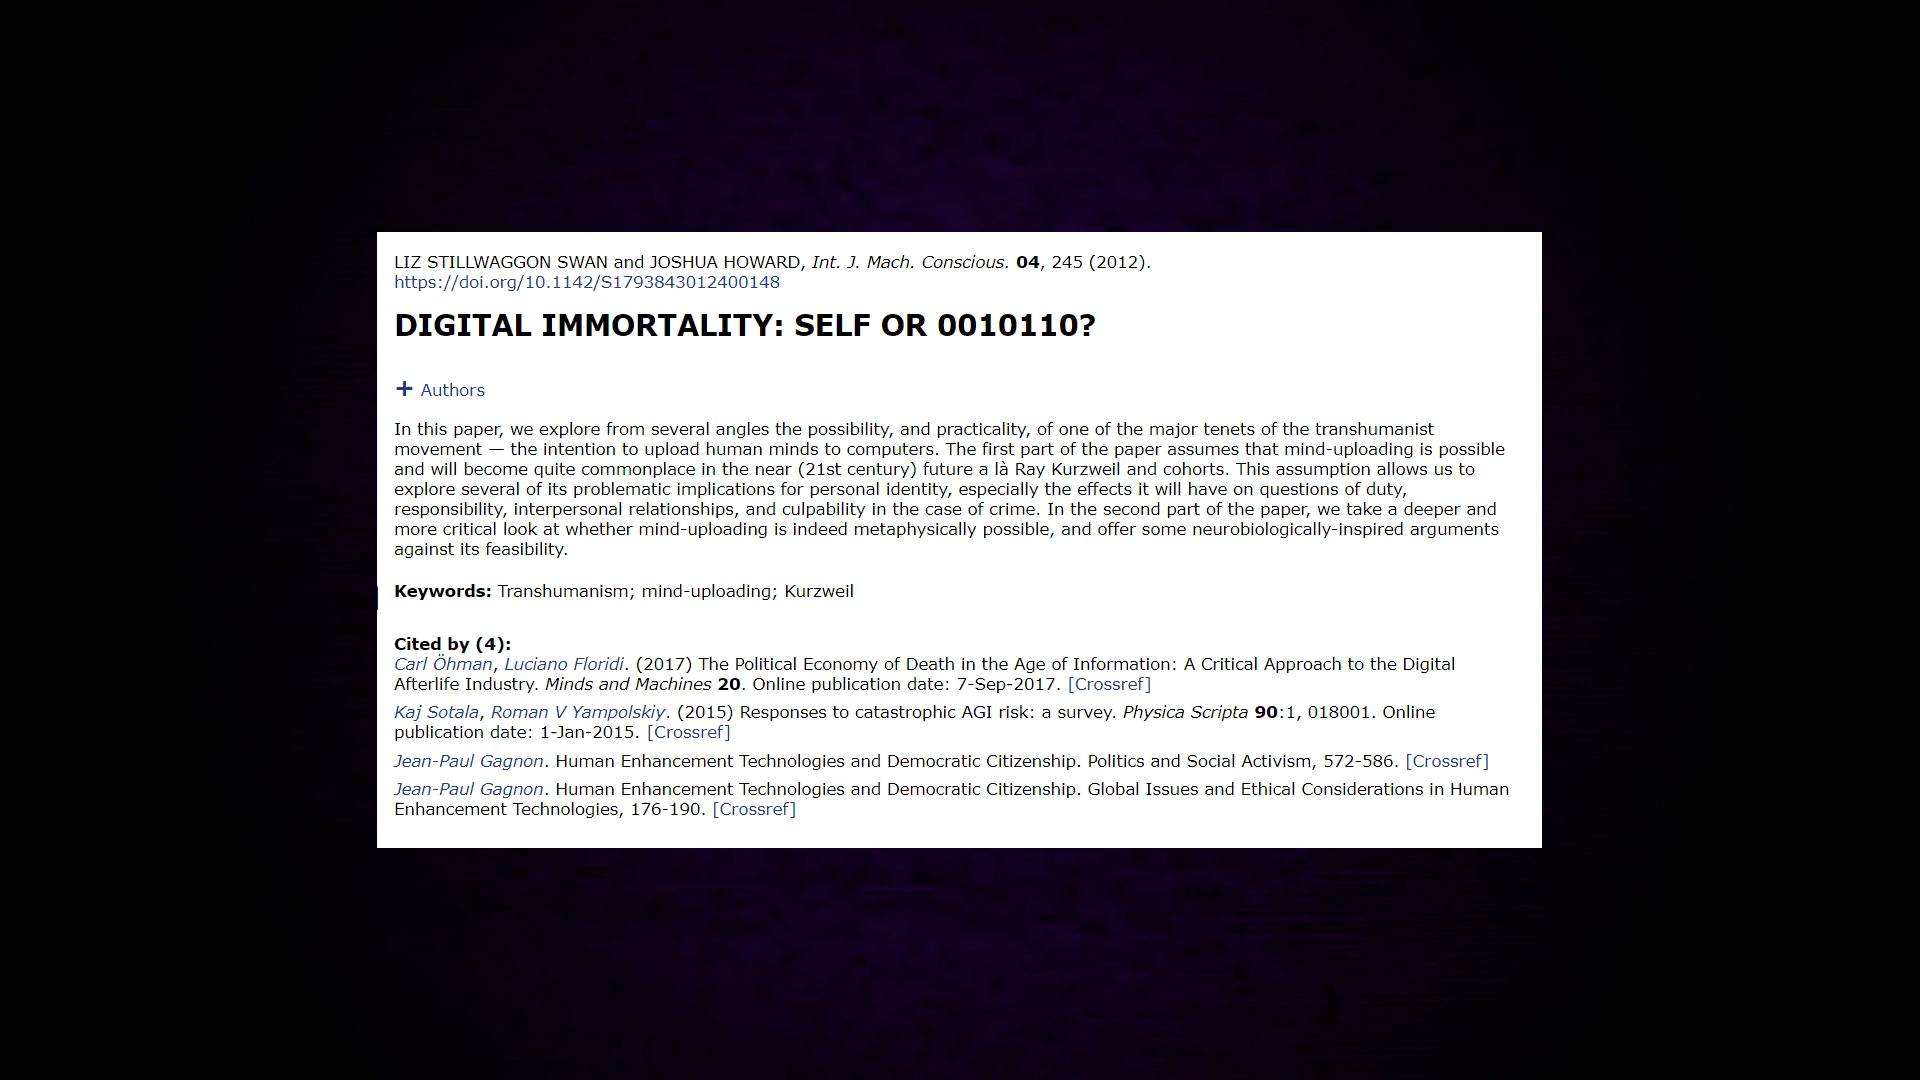 LIZ STILLWAGGON SWAN and JOSHUA HOWARD, Int. J. Mach. Conscious. 04, 245 (2012).
https://doi.org/10.1142/S1793843012400148
DIGITAL IMMORTALITY: SELF OR 0010110?
+ Authors
In this paper, we explore from several angles the possibility, and practicality, of one of the major tenets of the transhumanist
movement — the intention to upload human minds to computers. The first part of the paper assumes that mind-uploading is possible
and will become quite commonplace in the near (21st century) future a là Ray Kurzweil and cohorts. This assumption allows us to
explore several of its problematic implications for personal identity, especially the effects it will have on questions of duty,
responsibility, interpersonal relationships, and culpability in the case of crime. In the second part of the paper, we take a deeper and
more critical look at whether mind-uploading is indeed metaphysically possible, and offer some neurobiologically-inspired arguments
against its feasibility.
Keywords: Transhumanism; mind-uploading; Kurzweil
Cited by (4):
Carl Öhman, Luciano Floridi. (2017) The Political Economy of Death in the Age of Information: A Critical Approach to the Digital
Afterlife Industry. Minds and Machines 20. Online publication date: 7-Sep-2017. [Crossref]
Kaj Sotala, Roman V Yampolskiy. (2015) Responses to catastrophic AGI risk: a survey. Physica Scripta 90:1, 018001. Online
publication date: 1-Jan-2015. [Crossref]
Jean-Paul Gagnon. Human Enhancement Technologies and Democratic Citizenship. Politics and Social Activism, 572-586. [Crossref]
Jean-Paul Gagnon. Human Enhancement Technologies and Democratic Citizenship. Global Issues and Ethical Considerations in Human
Enhancement Technologies, 176-190. [Crossref]